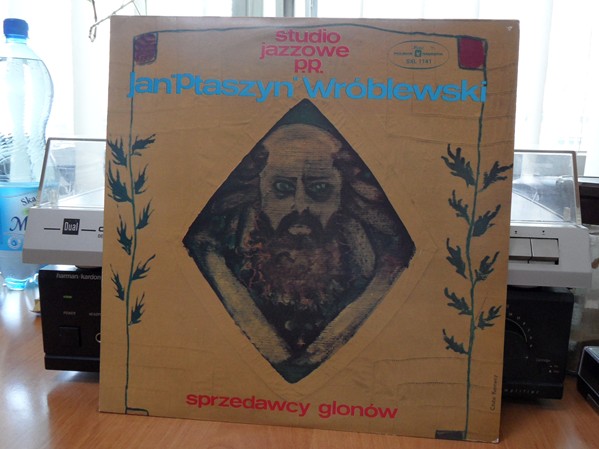 studio
jazzowe
p.p.
Jan "Ptaszyn" Wróblewski
SXL 1141
sprzedawcy glonów
Dual
harman/kardon